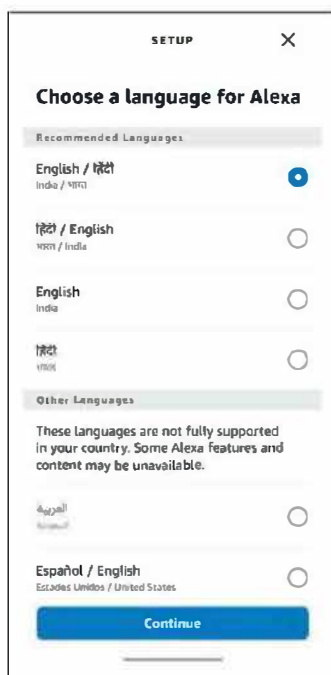 SETUP
Choose a language for Alexa
Recommended Languages
English / हिंदी
India / भारत
हिंदी / English
भारत / India
English
India
हिंदी
भारत
Other Languages
These languages are not fully supported
in your country. Some Alexa features and
content may be unavailable.
العربية
Español / English
Estados Unidos / United States
Continue